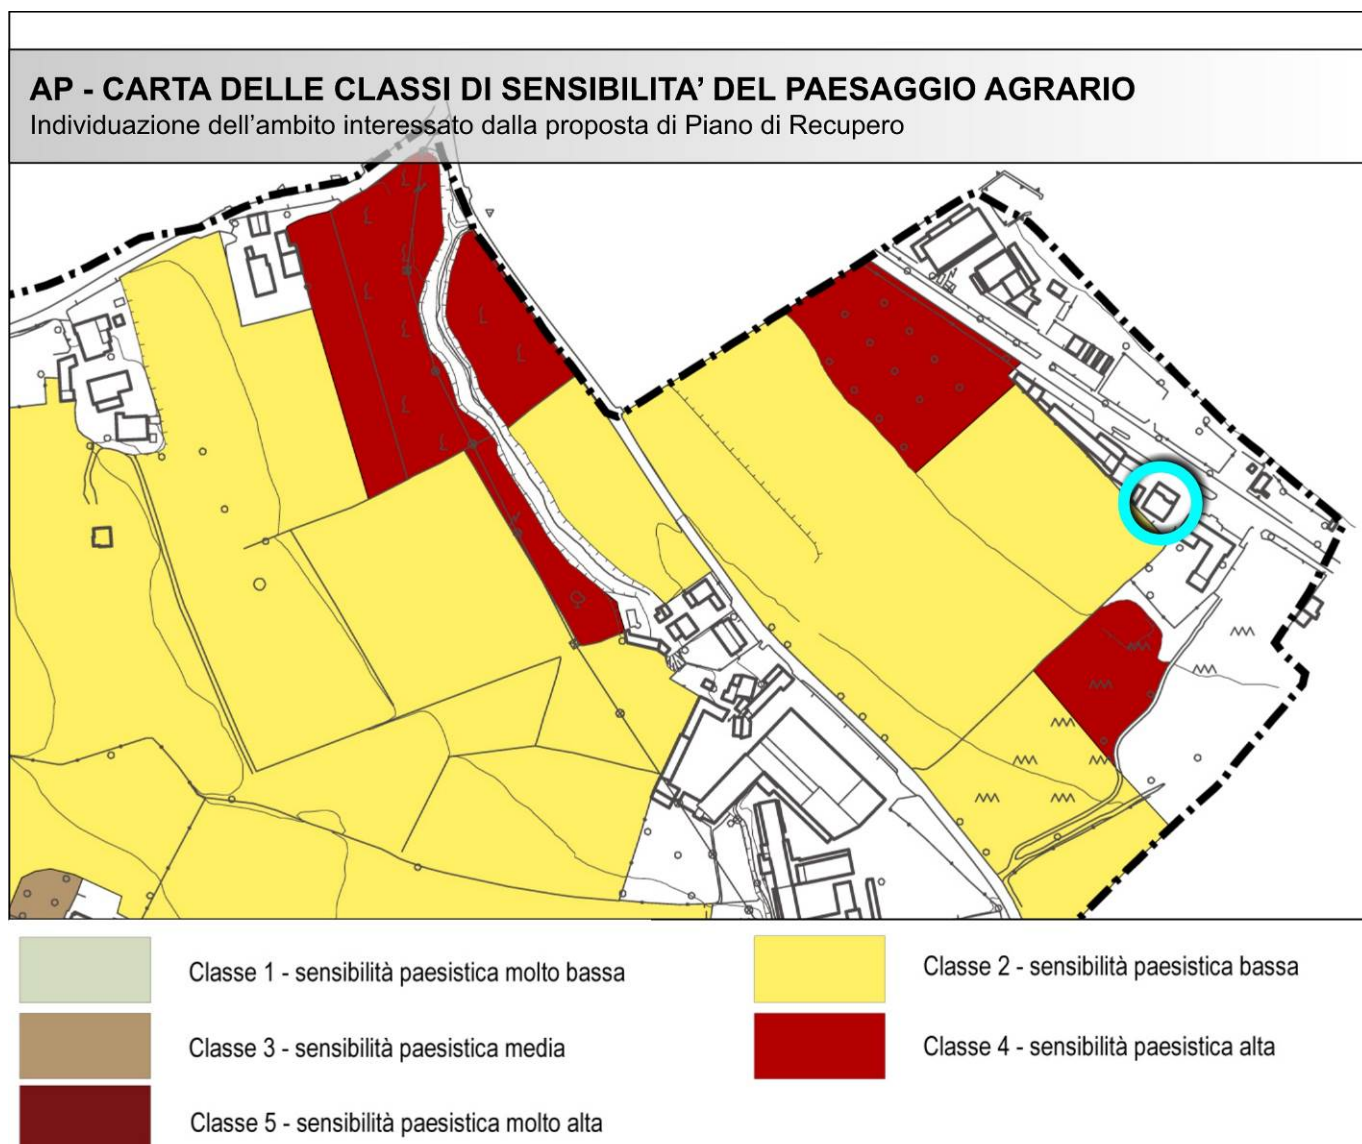 AP - CARTA DELLE CLASSI DI SENSIBILITA’ DEL PAESAGGIO AGRARIO
Individuazione dell’ambito interessato dalla proposta di Piano di Recupero
Classe 1 - sensibilità paesistica molto bassa
Classe 2 - sensibilità paesistica bassa
Classe 3 - sensibilità paesistica media
Classe 4 - sensibilità paesistica alta
Classe 5 - sensibilità paesistica molto alta